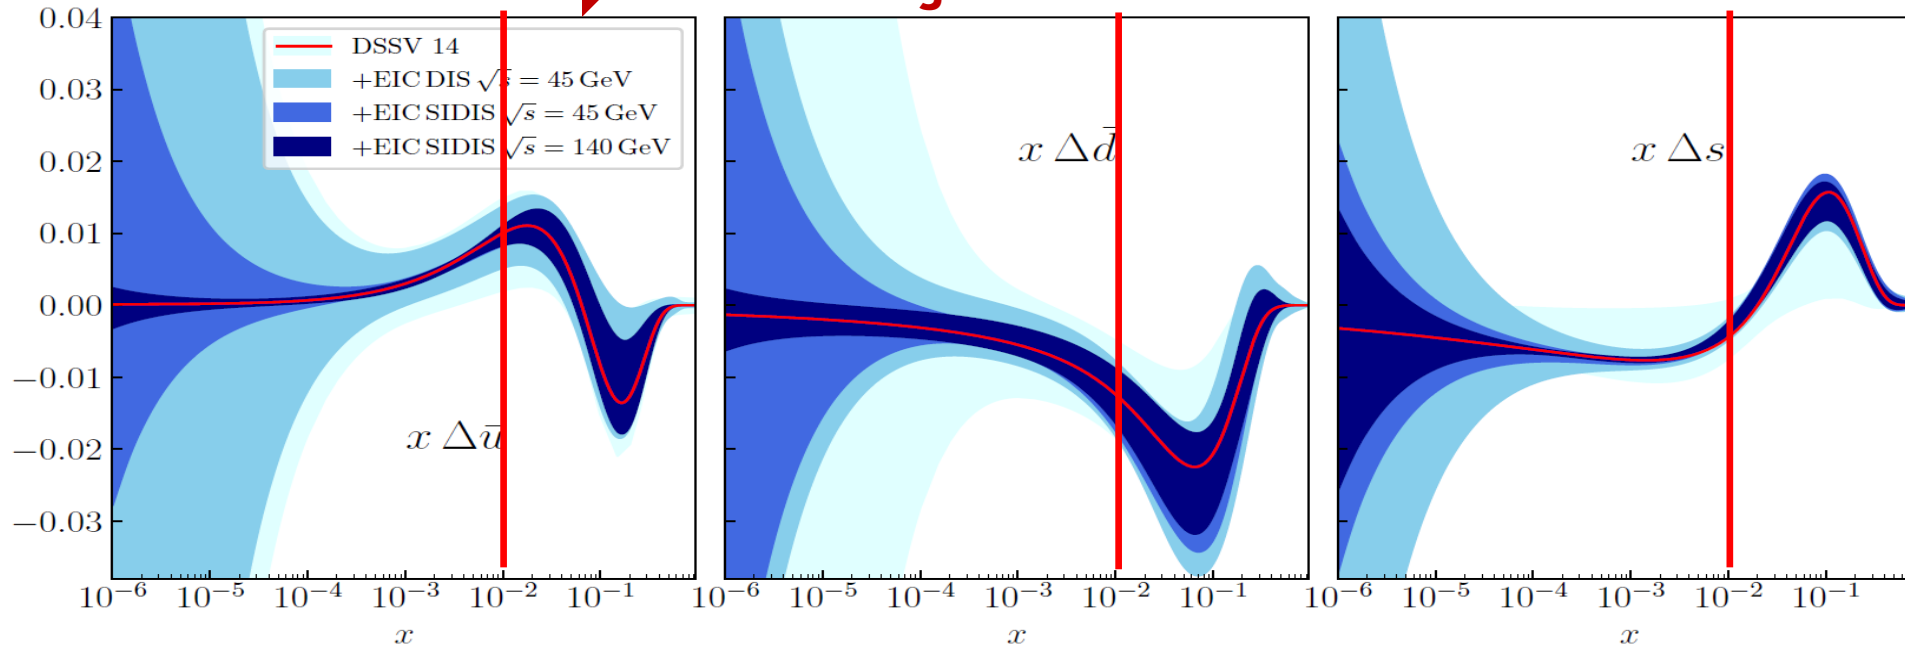 0.04
0.03
0.02
0.01
0.00
−0.01
−0.02
−0.03
DSSV 14
+EIC DIS √s = 45 GeV
+EIC SIDIS √s = 45 GeV
+EIC SIDIS √s = 140 GeV
x Δū
x Δd̄
x Δs
10⁻⁶ 10⁻⁵ 10⁻⁴ 10⁻³ 10⁻² 10⁻¹
10⁻⁶ 10⁻⁵ 10⁻⁴ 10⁻³ 10⁻² 10⁻¹
10⁻⁶ 10⁻⁵ 10⁻⁴ 10⁻³ 10⁻² 10⁻¹
x
x
x